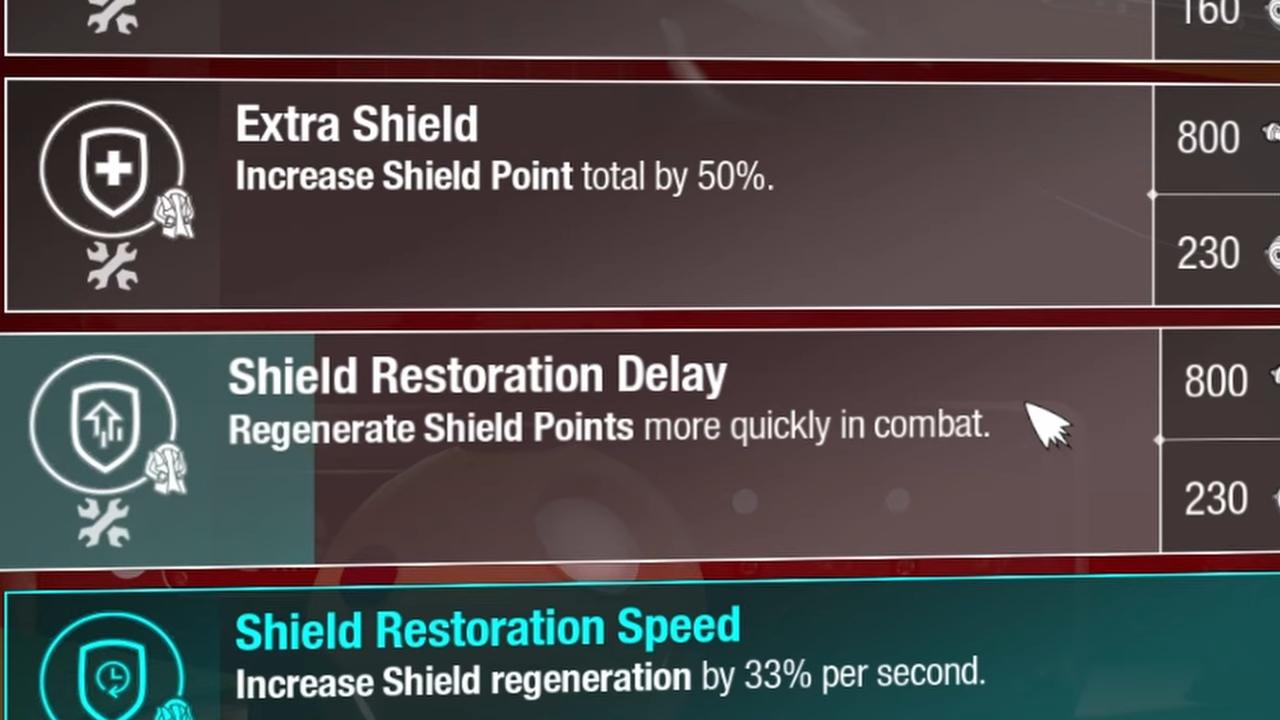 160
Extra Shield
Increase Shield Point total by 50%.
800
230
Shield Restoration Delay
Regenerate Shield Points more quickly in combat.
800
230
Shield Restoration Speed
Increase Shield regeneration by 33% per second.